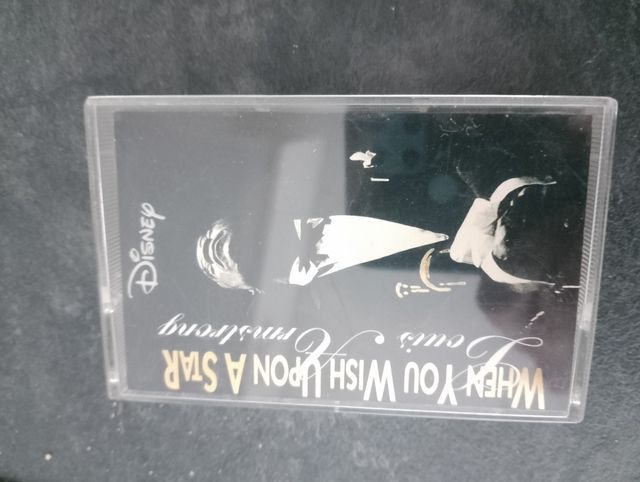 WHEN YOU WISH UPON A STAR
Louis Armstrong
DISNEY